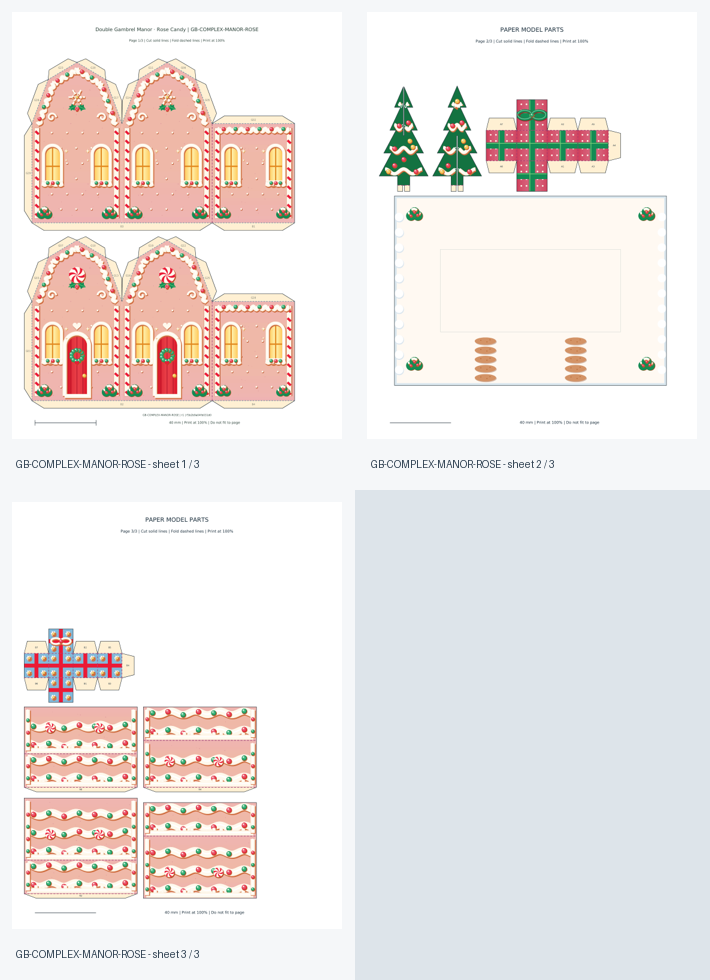 Double Gambrel Manor · Rose Candy | GB-COMPLEX-MANOR-ROSE
Page 1/3 | Cut solid lines | Fold dashed lines | Print at 100%
40 mm | Print at 100% | Do not fit to page
GB-COMPLEX-MANOR-ROSE - sheet 1 / 3
PAPER MODEL PARTS
Page 2/3 | Cut solid lines | Fold dashed lines | Print at 100%
40 mm | Print at 100% | Do not fit to page
GB-COMPLEX-MANOR-ROSE - sheet 2 / 3
PAPER MODEL PARTS
Page 3/3 | Cut solid lines | Fold dashed lines | Print at 100%
40 mm | Print at 100% | Do not fit to page
GB-COMPLEX-MANOR-ROSE - sheet 3 / 3